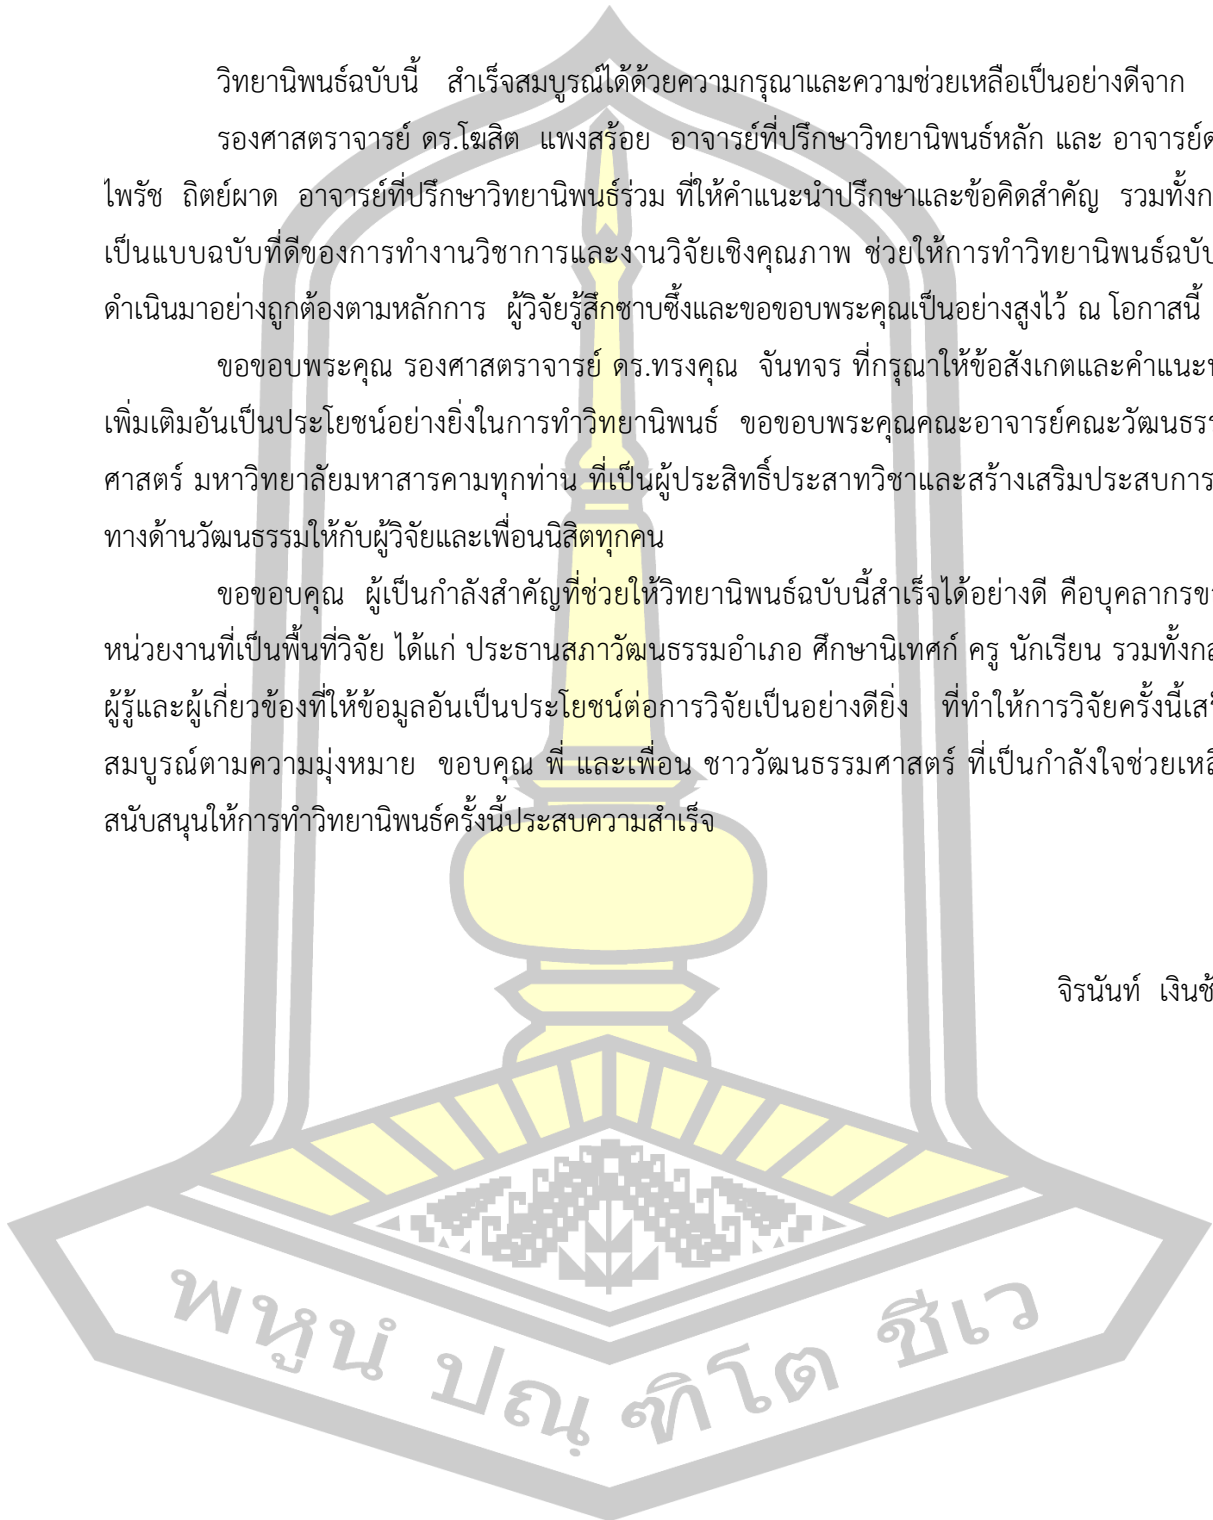 วิทยานิพนธ์ฉบับนี้ สำเร็จสมบูรณ์ได้ด้วยความกรุณาและความช่วยเหลือเป็นอย่างดีจาก
รองศาสตราจารย์ ดร.โฆสิต แพงสร้อย อาจารย์ที่ปรึกษาวิทยานิพนธ์หลัก และ อาจารย์
ไพรัช ถิตย์ผาด อาจารย์ที่ปรึกษาวิทยานิพนธ์ร่วม ที่ให้คำแนะนำปรึกษาและข้อคิดสำคัญ รวมทั้ง
เป็นแบบฉบับที่ดีของการทำงานวิชาการและงานวิจัยเชิงคุณภาพ ช่วยให้การทำวิทยานิพนธ์ฉบับ
ดำเนินมาอย่างถูกต้องตามหลักการ ผู้วิจัยรู้สึกซาบซึ้งและขอขอบพระคุณเป็นอย่างสูงไว้ ณ โอกาสนี้
ขอขอบพระคุณ รองศาสตราจารย์ ดร.ทรงคุณ จันทจร ที่กรุณาให้ข้อสังเกตและคำแนะ
เพิ่มเติมอันเป็นประโยชน์อย่างยิ่งในการทำวิทยานิพนธ์ ขอขอบพระคุณคณะอาจารย์คณะวัฒนธร
ศาสตร์ มหาวิทยาลัยมหาสารคามทุกท่าน ที่เป็นผู้ประสิทธิ์ประสาทวิชาและสร้างเสริมประสบการ
ทางด้านวัฒนธรรมให้กับผู้วิจัยและเพื่อนนิสิตทุกคน
ขอขอบคุณ ผู้เป็นกำลังสำคัญที่ช่วยให้วิทยานิพนธ์ฉบับนี้สำเร็จได้อย่างดี คือบุคลากร
หน่วยงานที่เป็นพื้นที่วิจัย ได้แก่ ประธานสภาวัฒนธรรมอำเภอ ศึกษานิเทศก์ ครู นักเรียน รวมทั้ง
ผู้รู้และผู้เกี่ยวข้องที่ให้ข้อมูลอันเป็นประโยชน์ต่อการวิจัยเป็นอย่างดียิ่ง ที่ทำให้การวิจัยครั้งนี้
สมบูรณ์ตามความมุ่งหมาย ขอบคุณ พี่ และเพื่อน ชาววัฒนธรรมศาสตร์ ที่เป็นกำลังใจช่วย
สนับสนุนให้การทำวิทยานิพนธ์ครั้งนี้ประสบความสำเร็จ
จิรนันท์
พหูนํ ปณฺฑิโต ชีเว